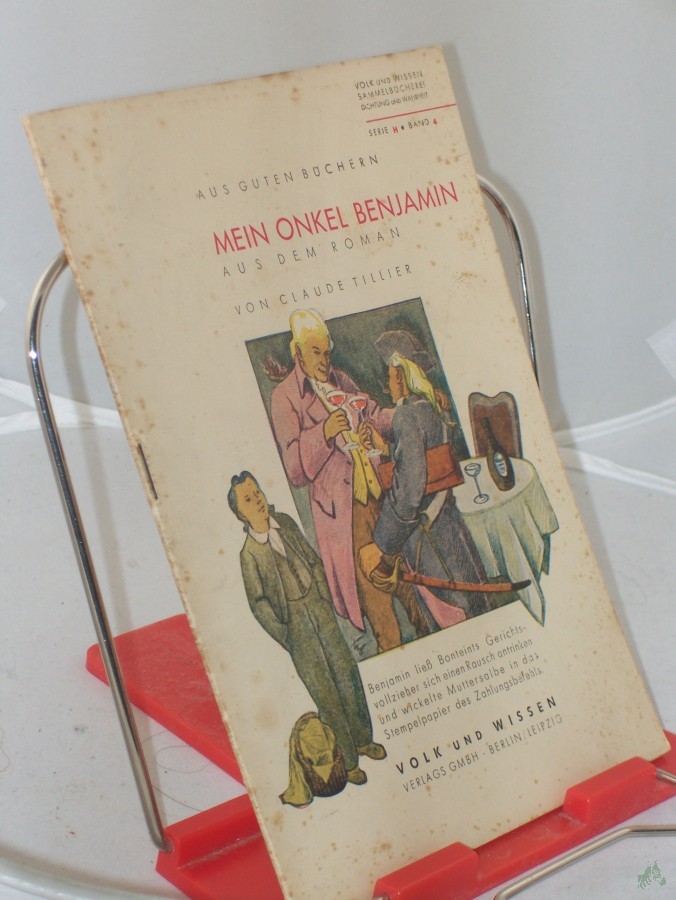 VOLK UND WISSEN
SAMMELBÜCHEREI
DICHTUNG UND WAHRHEIT
SERIE H • BAND 4
AUS GUTEN BÜCHERN
MEIN ONKEL BENJAMIN
AUS DEM ROMAN
VON CLAUDE TILLIER
Benjamin ließ Bonteints Gerichts-
vollzieher sich einen Rausch antrinken
und wickelte Muttersalbe in das
Stempelpapier des Zahlungsbefehls.
VOLK UND WISSEN
VERLAGS GMBH · BERLIN/LEIPZIG